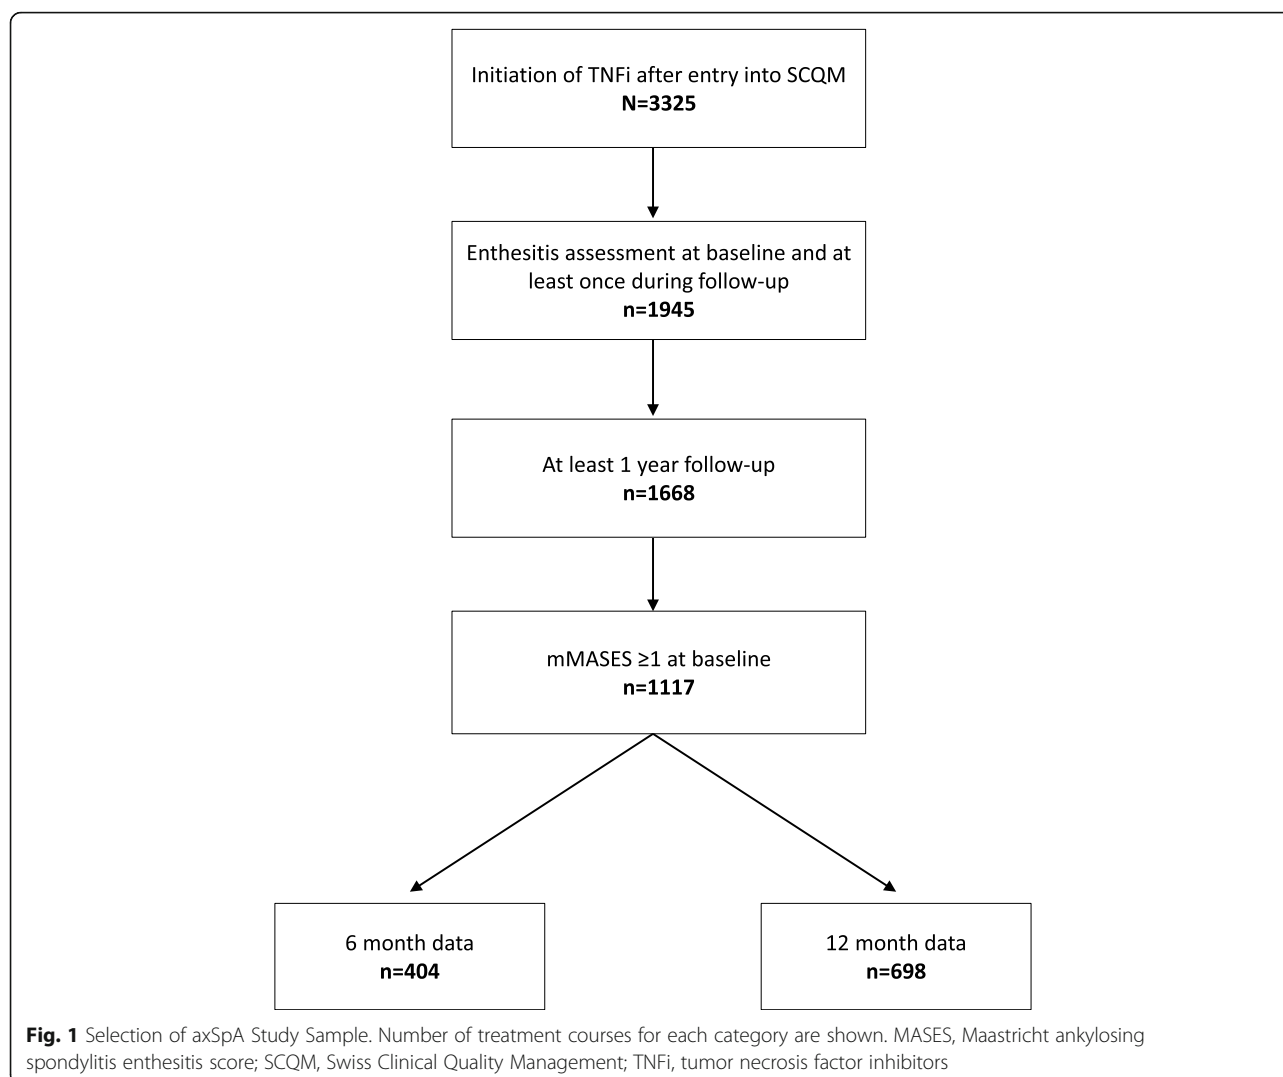 Initiation of TNFi after entry into SCQM
N=3325
Enthesitis assessment at baseline and at
least once during follow-up
n=1945
At least 1 year follow-up
n=1668
mMASES ≥1 at baseline
n=1117
6 month data
n=404
12 month data
n=698
Fig. 1 Selection of axSpA Study Sample. Number of treatment courses for each category are shown. MASES, Maastricht ankylosing
spondylitis enthesitis score; SCQM, Swiss Clinical Quality Management; TNFi, tumor necrosis factor inhibitors